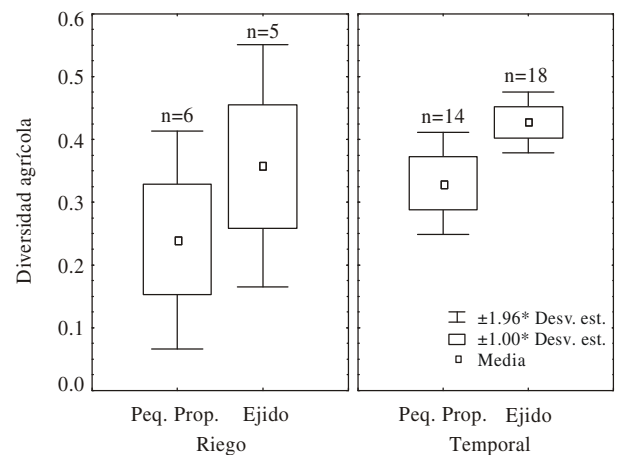 Diversidad agrícola
0.6
0.5
0.4
0.3
0.2
0.1
0.0
n=6
n=5
n=14
n=18
±1.96* Desv. est.
±1.00* Desv. est.
Media
Peq. Prop. Ejido
Riego
Peq. Prop. Ejido
Temporal